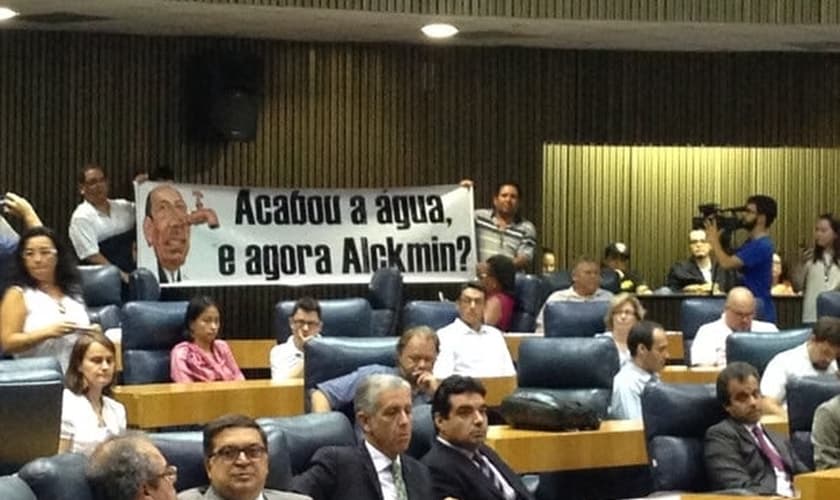 Acabou a água,
e agora Alckmin?